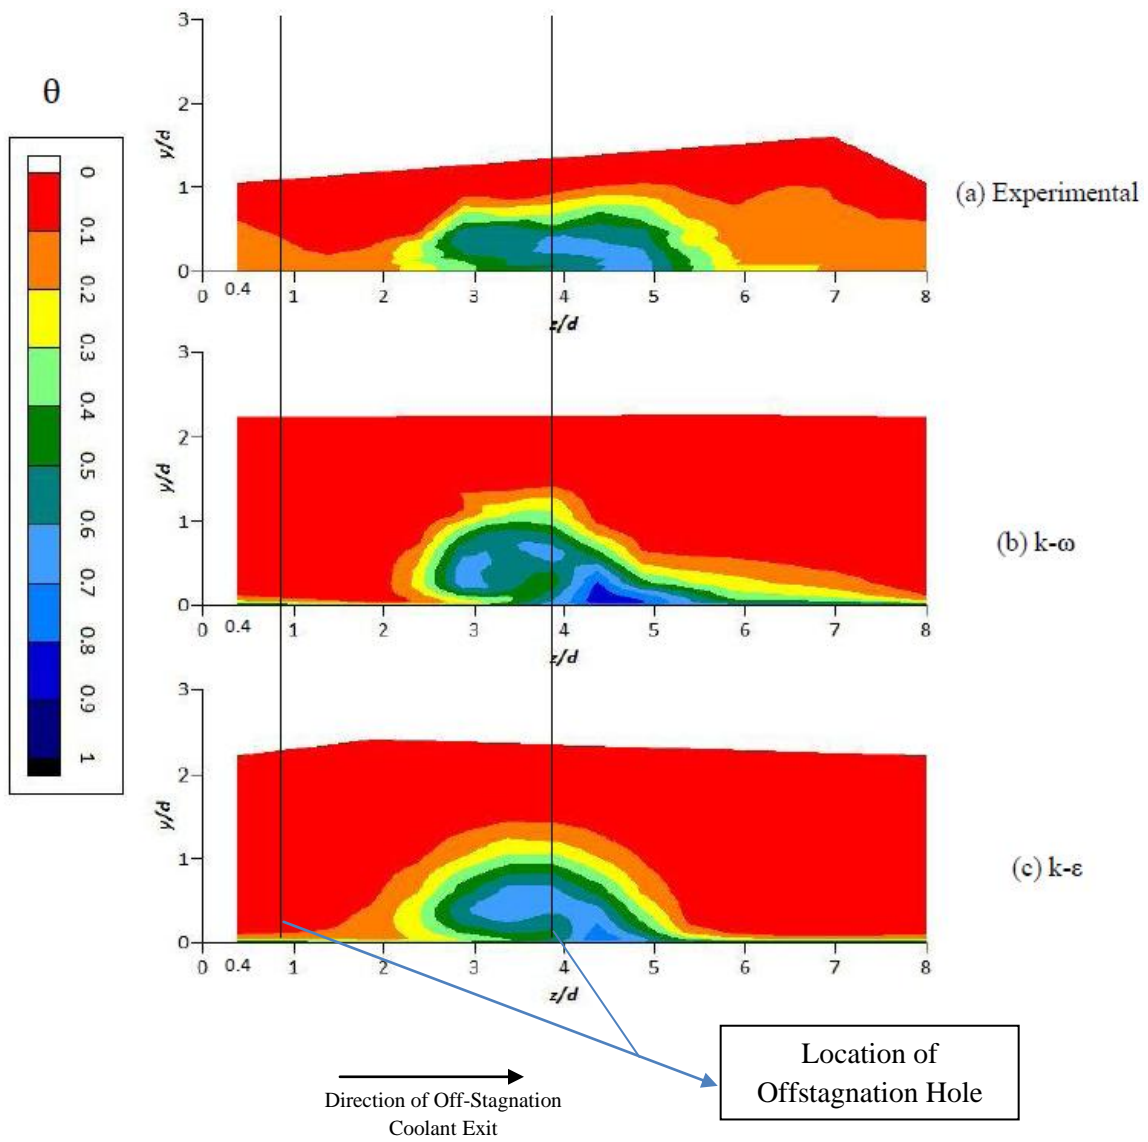 θ
0
0.1
0.2
0.3
0.4
0.5
0.6
0.7
0.8
0.9
1
3
2
1
0
y/d
0 0.4 1 2 3 4 5 6 7 8
z/d
(a) Experimental
3
2
1
0
y/d
0 0.4 1 2 3 4 5 6 7 8
z/d
(b) k-ω
3
2
1
0
y/d
0 0.4 1 2 3 4 5 6 7 8
z/d
(c) k-ε
Direction of Off-Stagnation
Coolant Exit
Location of
Offstagnation Hole